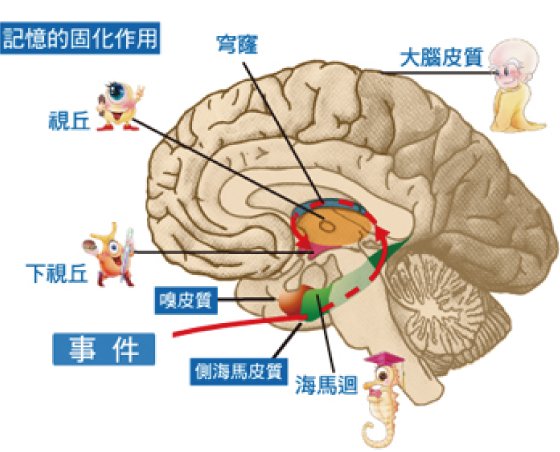 記憶的固化作用
穹窿
大腦皮質
視丘
下視丘
嗅皮質
事件
側海馬皮質
海馬迴